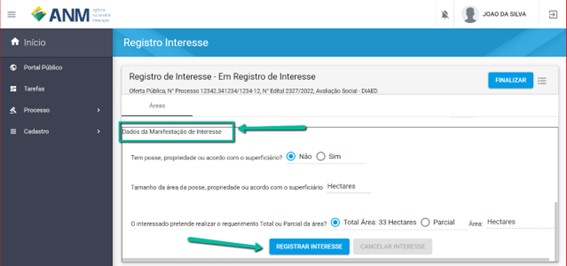 ANM Agência Nacional de Mineração
JOAO DA SILVA
Início
Registro Interesse
Portal Público
Tarefas
Processo
Cadastro
Registro de Interesse - Em Registro de Interesse
FINALIZAR
Oferta Pública, N° Processo 12342.341234/1234-12, N° Edital 2327/2022, Avaliação Social - DIAED
Áreas
Dados da Manifestação de Interesse
Tem posse, propriedade ou acordo com o superficiário? Não Sim
Tamanho da área da posse, propriedade ou acordo com o superficiário Hectares
O interessado pretende realizar o requerimento Total ou Parcial da área? Total Área: 33 Hectares Parcial Área: Hectares
REGISTRAR INTERESSE CANCELAR INTERESSE